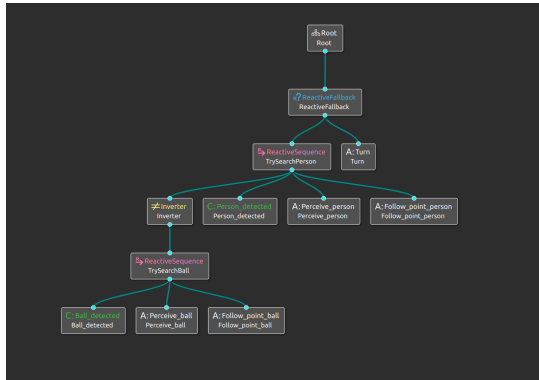 Root
Root
ReactiveFallback
ReactiveFallback
ReactiveSequence
TrySearchPerson
A: Turn
Turn
Inverter
Inverter
C: Person_detected
Person_detected
A: Perceive_person
Perceive_person
A: Follow_point_person
Follow_point_person
ReactiveSequence
TrySearchBall
C: Ball_detected
Ball_detected
A: Perceive_ball
Perceive_ball
A: Follow_point_ball
Follow_point_ball